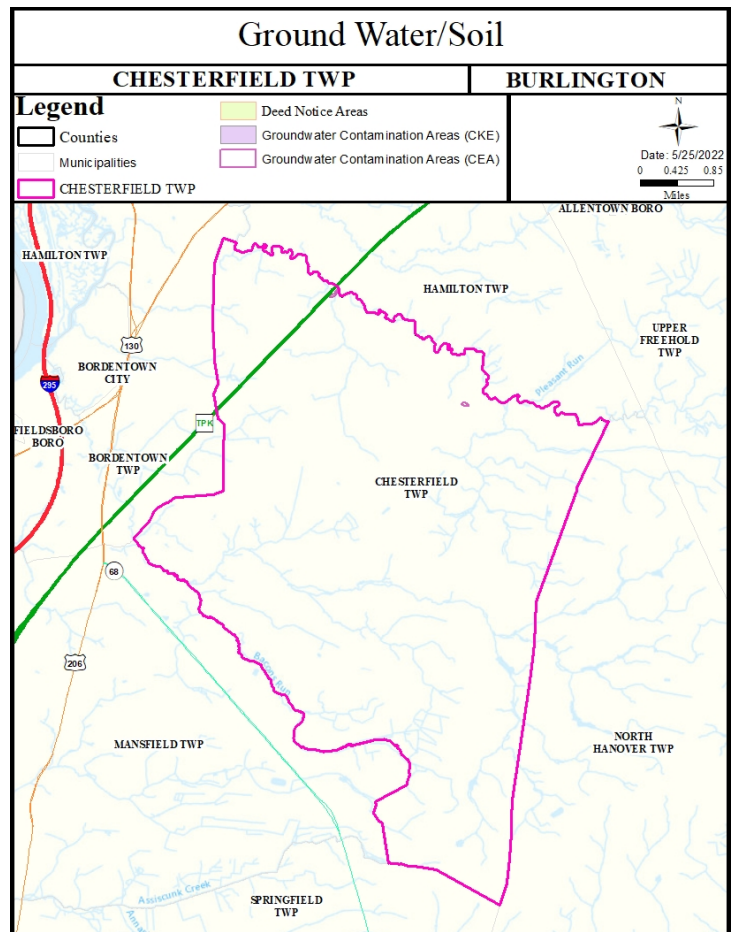 Ground Water/Soil
CHESTERFIELD TWP
BURLINGTON
Legend
Counties
Municipalities
CHESTERFIELD TWP
Deed Notice Areas
Groundwater Contamination Areas (CKE)
Groundwater Contamination Areas (CEA)
N
Date: 5/25/2022
0 0.425 0.85
Miles
ALLENTOWN BORO
HAMILTON TWP
HAMILTON TWP
UPPER
FREEHOLD
TWP
130
BORDENTOWN
CITY
Pleasant Run
295
TPK
FIELDSBORO
BORO
BORDENTOWN
TWP
CHESTERFIELD
TWP
68
206
Bacons Run
MANSFIELD TWP
NORTH
HANOVER TWP
Assiscunk Creek
SPRINGFIELD
TWP